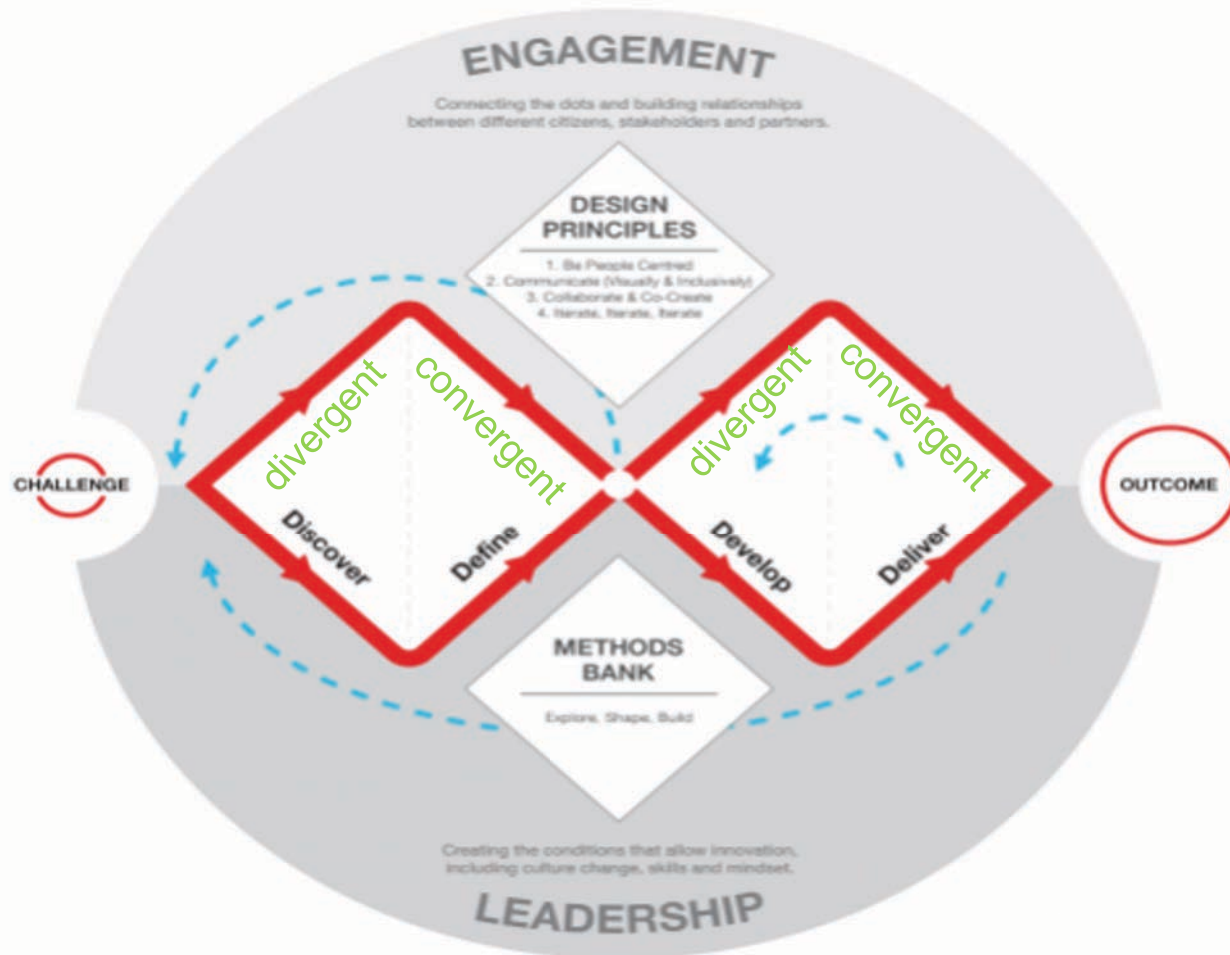 ENGAGEMENT
Connecting the dots and building relationships
between different citizens, stakeholders and partners.
DESIGN
PRINCIPLES
1. Be People Centred
2. Communicate (Visually & Inclusively)
3. Collaborate & Co-Create
4. Iterate, Iterate, Iterate
divergent
convergent
divergent
convergent
CHALLENGE
OUTCOME
Discover
Define
Develop
Deliver
METHODS
BANK
Explore, Shape, Build
Creating the conditions that allow innovation,
including culture change, skills and mindset.
LEADERSHIP